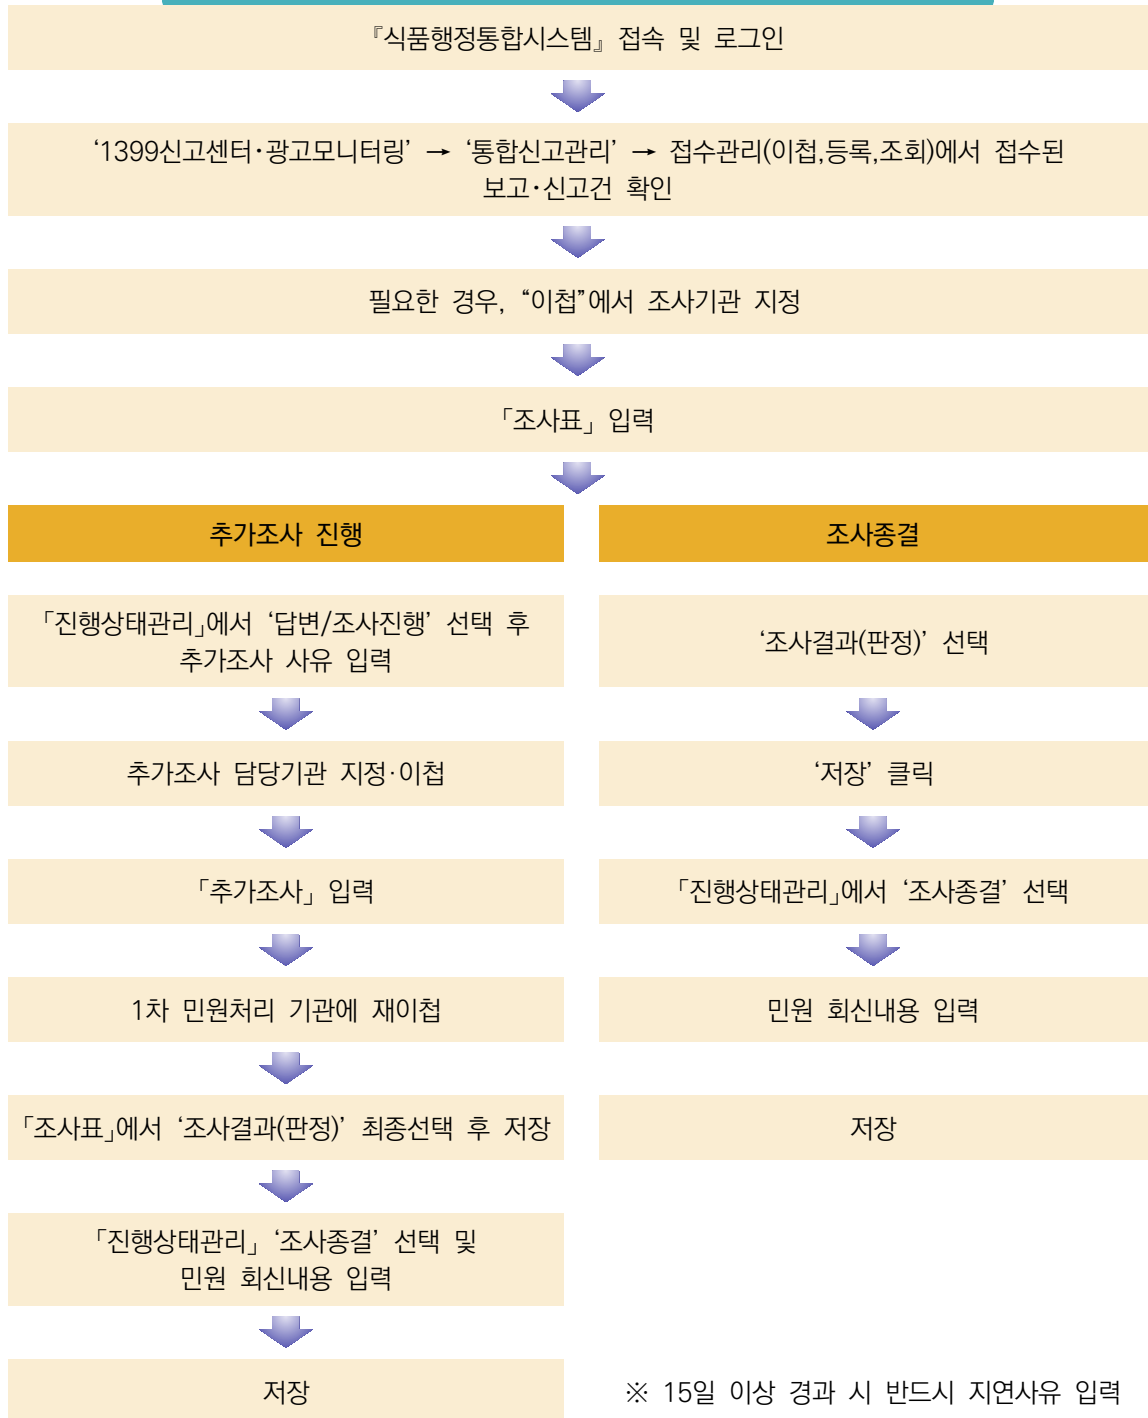 『식품행정통합시스템』 접속 및 로그인
‘1399신고센터·광고모니터링’ → ‘통합신고관리’ → 접수관리(이첩,등록,조회)에서 접수된
보고·신고건 확인
필요한 경우, “이첩”에서 조사기관 지정
「조사표」 입력
추가조사 진행
「진행상태관리」에서 ‘답변/조사진행’ 선택 후
추가조사 사유 입력
추가조사 담당기관 지정·이첩
「추가조사」 입력
1차 민원처리 기관에 재이첩
「조사표」에서 ‘조사결과(판정)’ 최종선택 후 저장
「진행상태관리」 ‘조사종결’ 선택 및
민원 회신내용 입력
저장
조사종결
‘조사결과(판정)’ 선택
‘저장’ 클릭
「진행상태관리」에서 ‘조사종결’ 선택
민원 회신내용 입력
저장
※ 15일 이상 경과 시 반드시 지연사유 입력